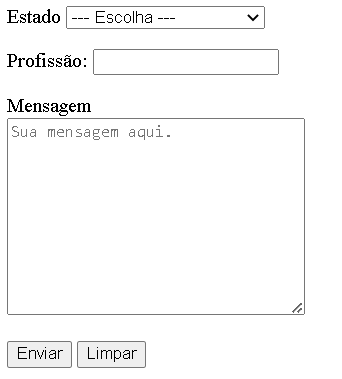 Estado --- Escolha ---
Profissão:
Mensagem
Sua mensagem aqui.
Enviar Limpar